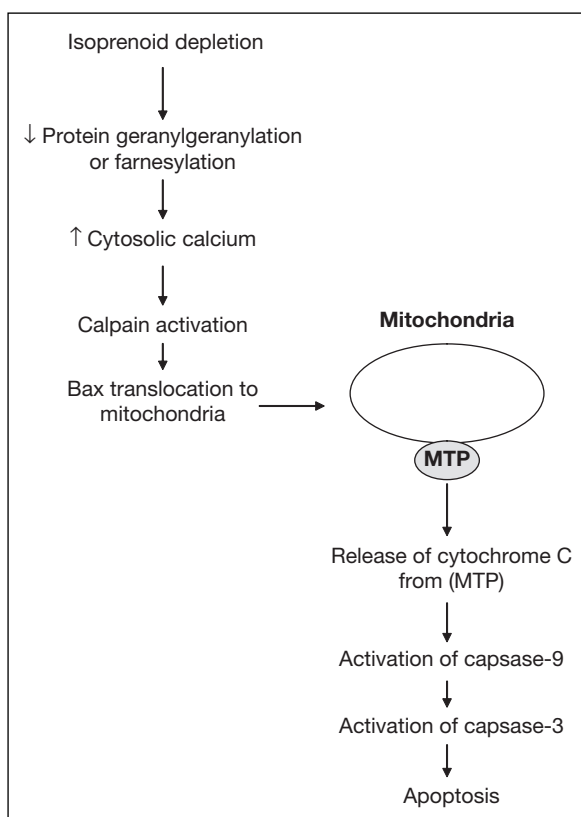 Isoprenoid depletion
↓ Protein geranylgeranylation
or farnesylation
↑ Cytosolic calcium
Calpain activation
Bax translocation to
mitochondria
Mitochondria
MTP
Release of cytochrome C
from (MTP)
Activation of capsase-9
Activation of capsase-3
Apoptosis